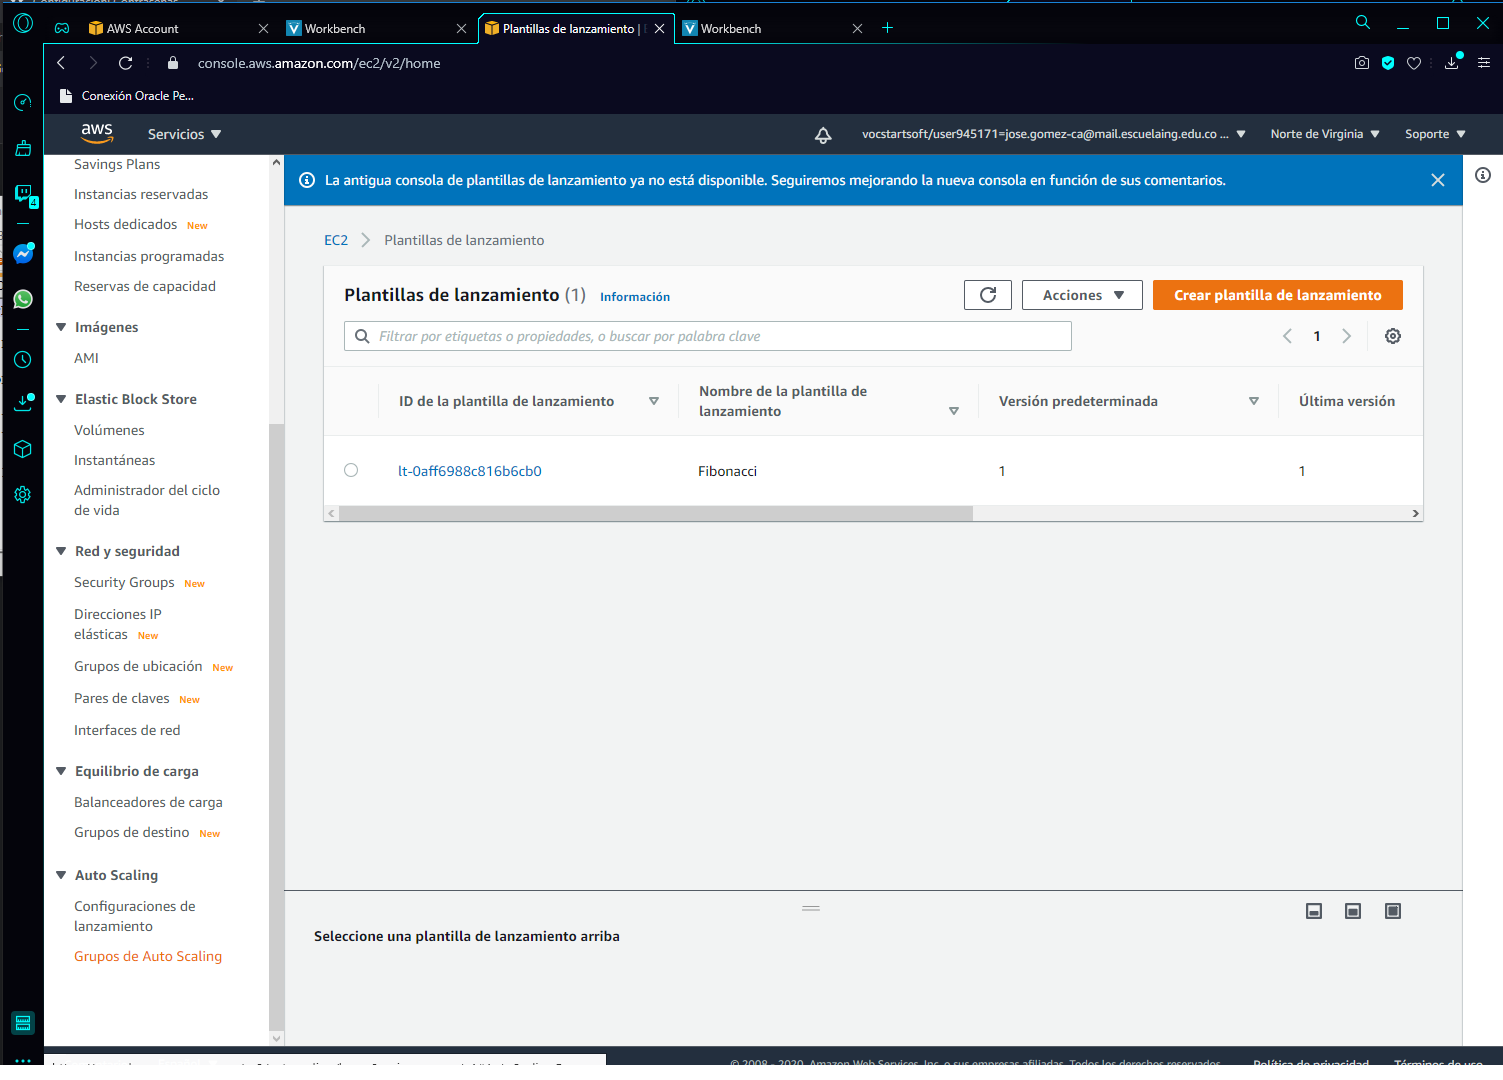 AWS Account
Workbench
Plantillas de lanzamiento |
Workbench
console.aws.amazon.com/ec2/v2/home
Conexión Oracle Pe...
aws
Servicios
vocstartsoft/user945171=jose.gomez-ca@mail.escuelaing.edu.co ...
Norte de Virginia
Soporte
4
Savings Plans
Instancias reservadas
Hosts dedicados New
Instancias programadas
Reservas de capacidad
Imágenes
AMI
Elastic Block Store
Volúmenes
Instantáneas
Administrador del ciclo
de vida
Red y seguridad
Security Groups New
Direcciones IP
elásticas New
Grupos de ubicación New
Pares de claves New
Interfaces de red
Equilibrio de carga
Balanceadores de carga
Grupos de destino New
Auto Scaling
Configuraciones de
lanzamiento
Grupos de Auto Scaling
La antigua consola de plantillas de lanzamiento ya no está disponible. Seguiremos mejorando la nueva consola en función de sus comentarios.
EC2
Plantillas de lanzamiento
Plantillas de lanzamiento (1) Información
Acciones
Crear plantilla de lanzamiento
Filtrar por etiquetas o propiedades, o buscar por palabra clave
1
ID de la plantilla de lanzamiento
Nombre de la plantilla de
lanzamiento
Versión predeterminada
Última versión
lt-0aff6988c816b6cb0
Fibonacci
1
1
Seleccione una plantilla de lanzamiento arriba
© 2008 - 2020, Amazon Web Services, Inc. o sus empresas afiliadas. Todos los derechos reservados.
Política de privacidad
Términos de uso